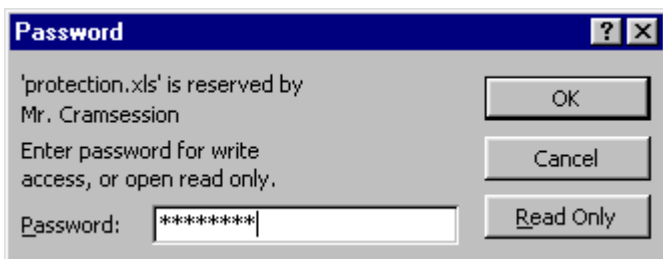 Password
'protection.xls' is reserved by
Mr. Cramsession
OK
Enter password for write
access, or open read only.
Cancel
Password: ********
Read Only